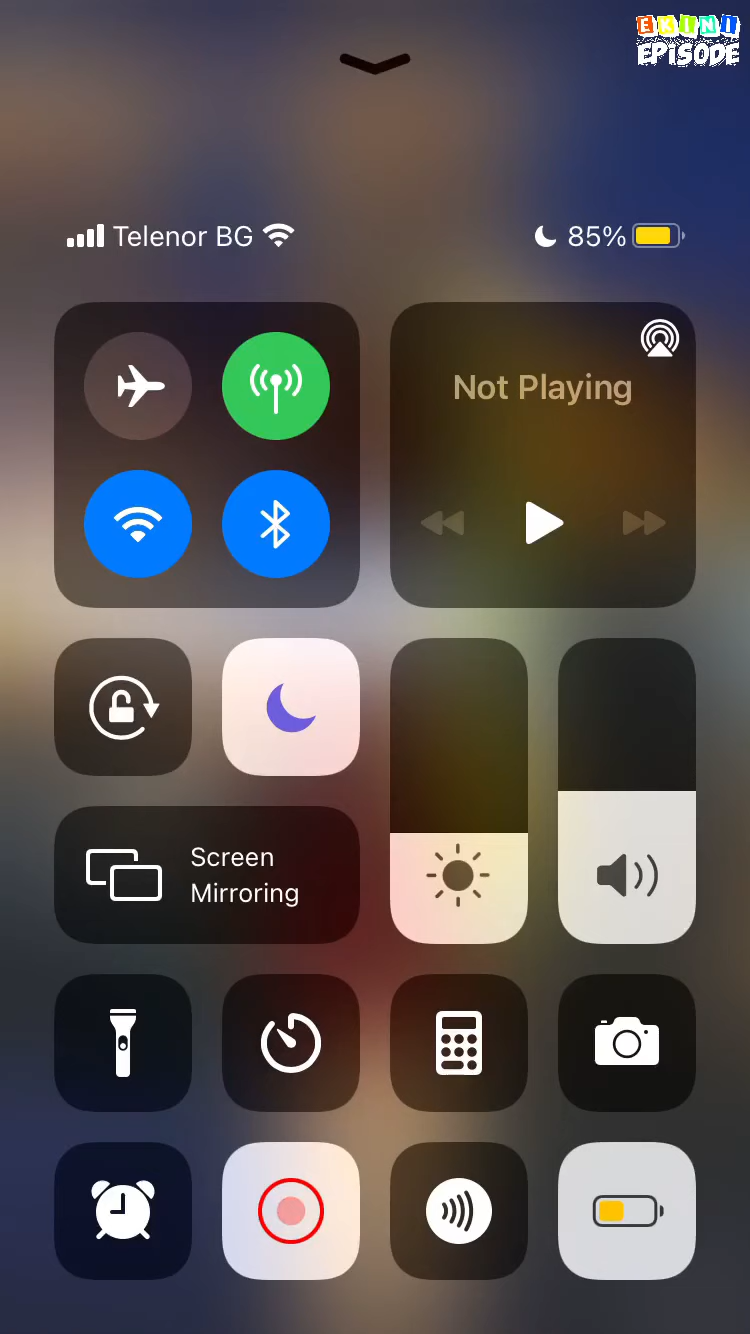 EKINI
EPISODE
Telenor BG
85%
Not Playing
Screen
Mirroring